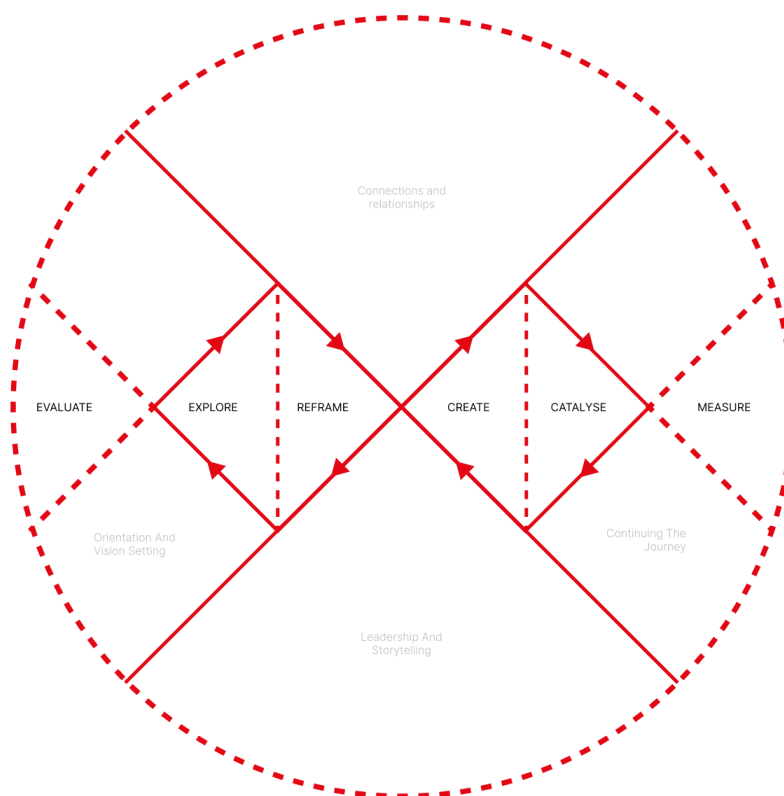 Connections and
relationships
EVALUATE
EXPLORE
REFRAME
CREATE
CATALYSE
MEASURE
Orientation And
Vision Setting
Continuing The
Journey
Leadership And
Storytelling